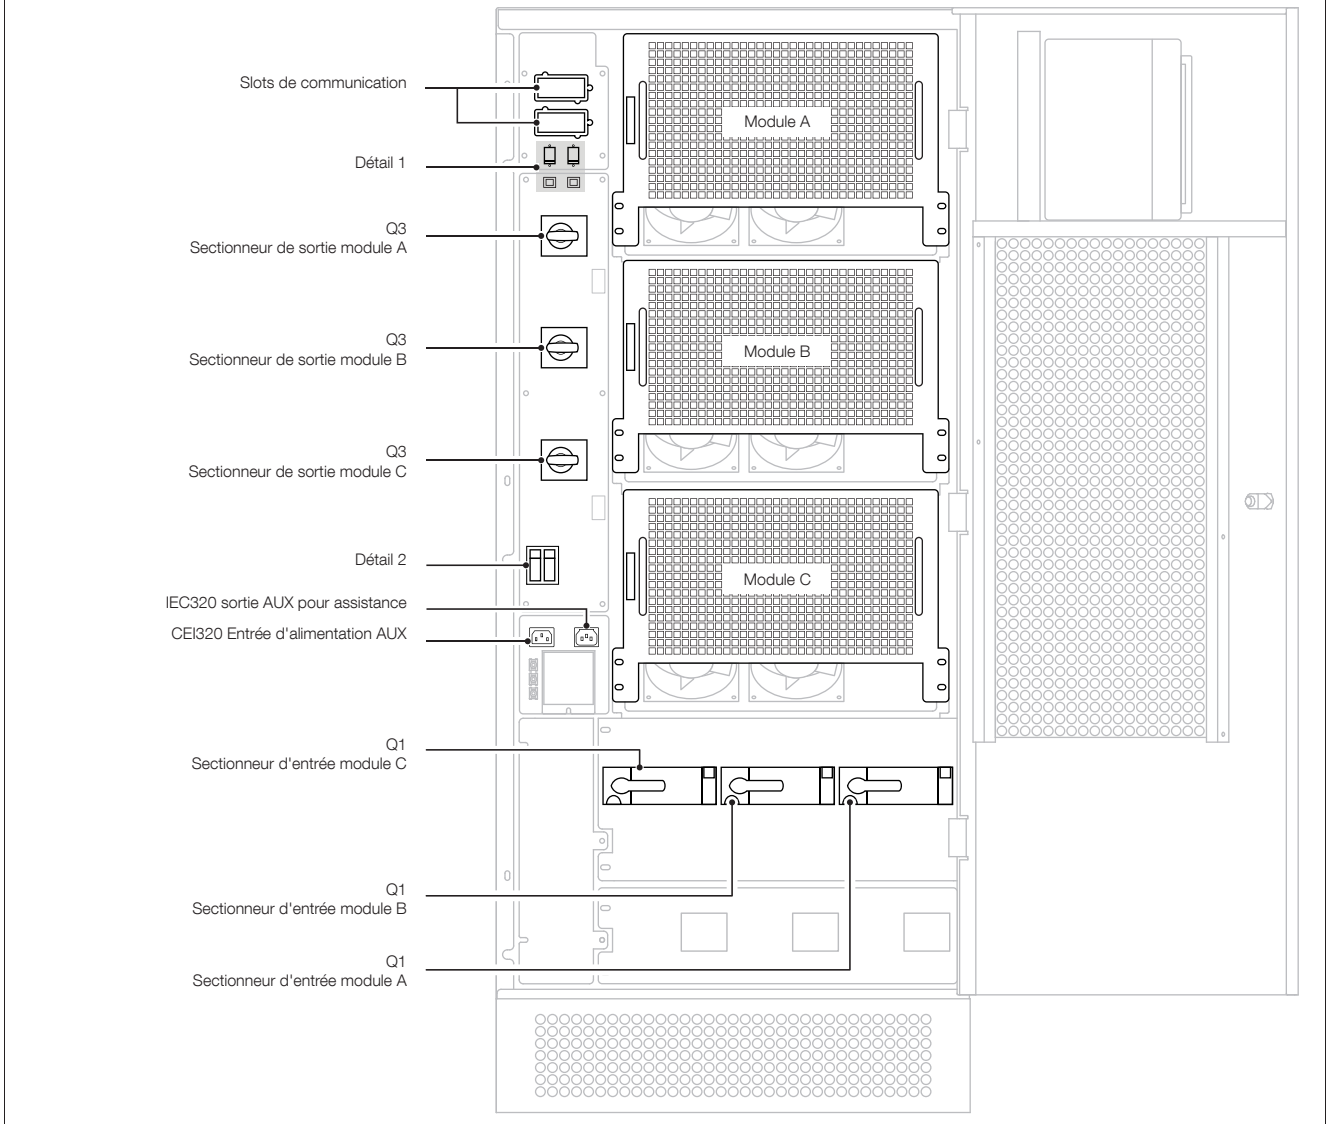 Slots de communication
Module A
Détail 1
Q3
Sectionneur de sortie module A
Q3
Sectionneur de sortie module B
Module B
Q3
Sectionneur de sortie module C
Détail 2
Module C
IEC320 sortie AUX pour assistance
CEI320 Entrée d'alimentation AUX
Q1
Sectionneur d'entrée module C
Q1
Sectionneur d'entrée module B
Q1
Sectionneur d'entrée module A